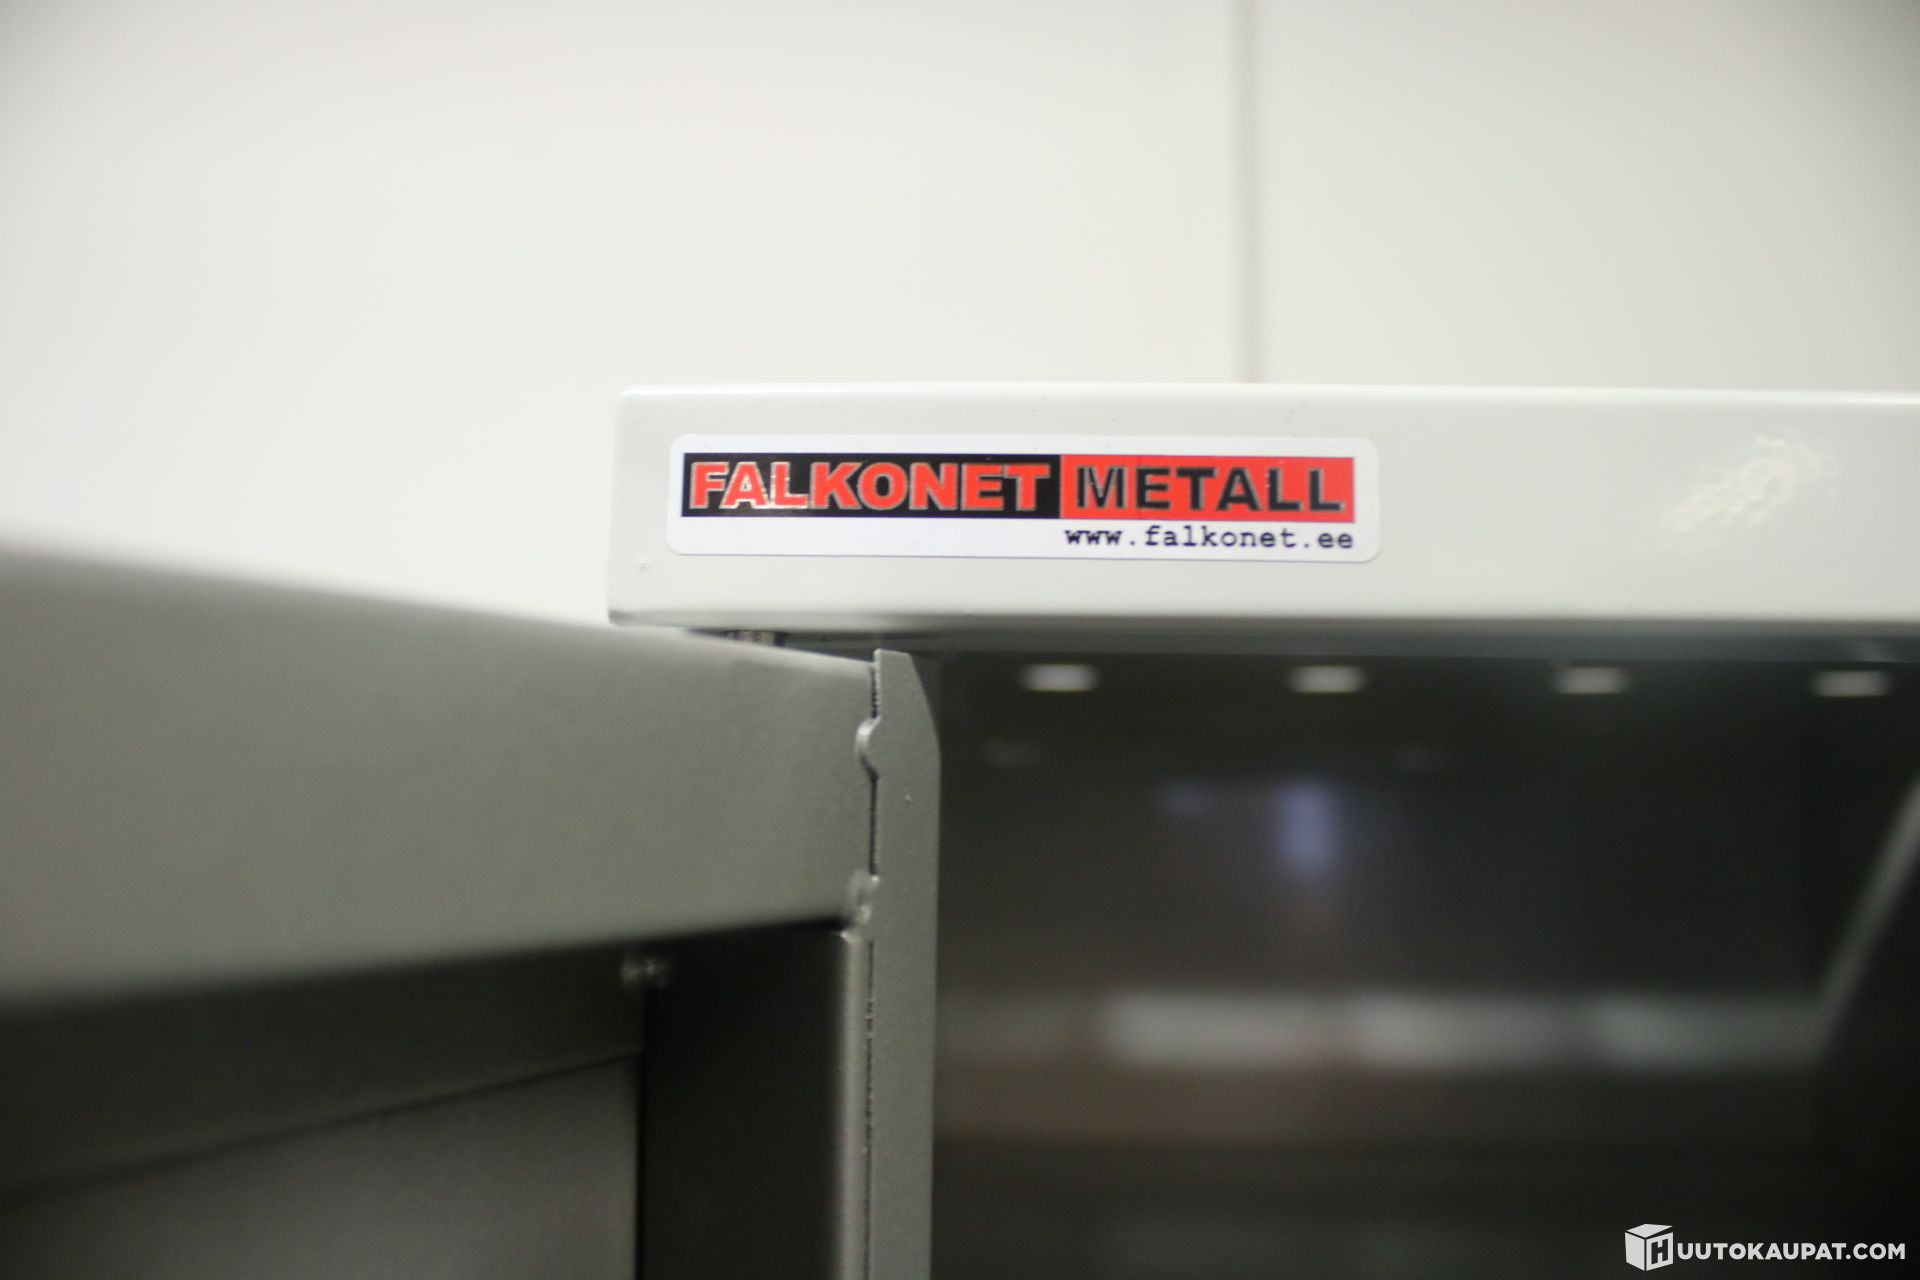 FALKONET METALL
www.falkonet.ee
HUUTOKAUPAT.COM